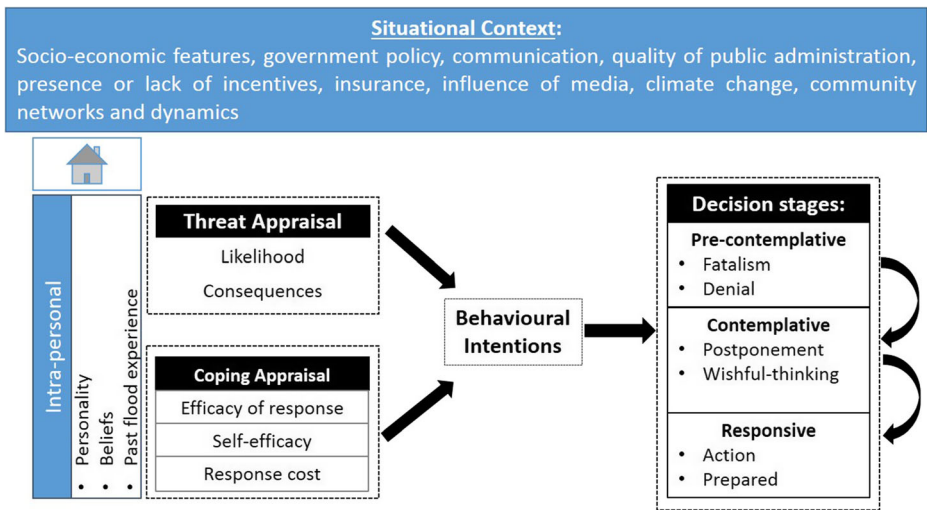 Situational Context:
Socio-economic features, government policy, communication, quality of public administration,
presence or lack of incentives, insurance, influence of media, climate change, community
networks and dynamics
Intra-personal
• Personality
• Beliefs
• Past flood experience
Threat Appraisal
Likelihood
Consequences
Coping Appraisal
Efficacy of response
Self-efficacy
Response cost
Behavioural
Intentions
Decision stages:
Pre-contemplative
• Fatalism
• Denial
Contemplative
• Postponement
• Wishful-thinking
Responsive
• Action
• Prepared